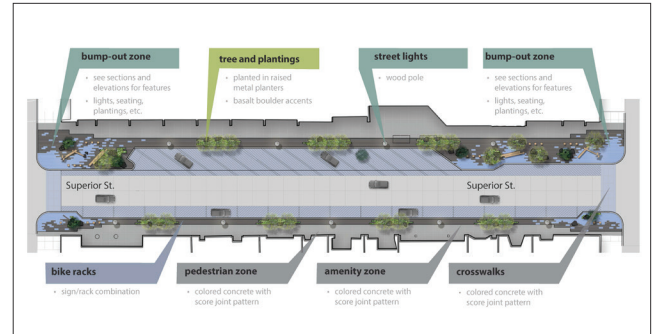 bump-out zone
• see sections and
elevations for features
• lights, seating,
plantings, etc.
tree and plantings
• planted in raised
metal planters
• basalt boulder accents
street lights
• wood pole
bump-out zone
• see sections and
elevations for features
• lights, seating,
plantings, etc.
Superior St.
Superior St.
bike racks
• sign/rack combination
pedestrian zone
• colored concrete with
score joint pattern
amenity zone
• colored concrete with
score joint pattern
crosswalks
• colored concrete with
score joint pattern